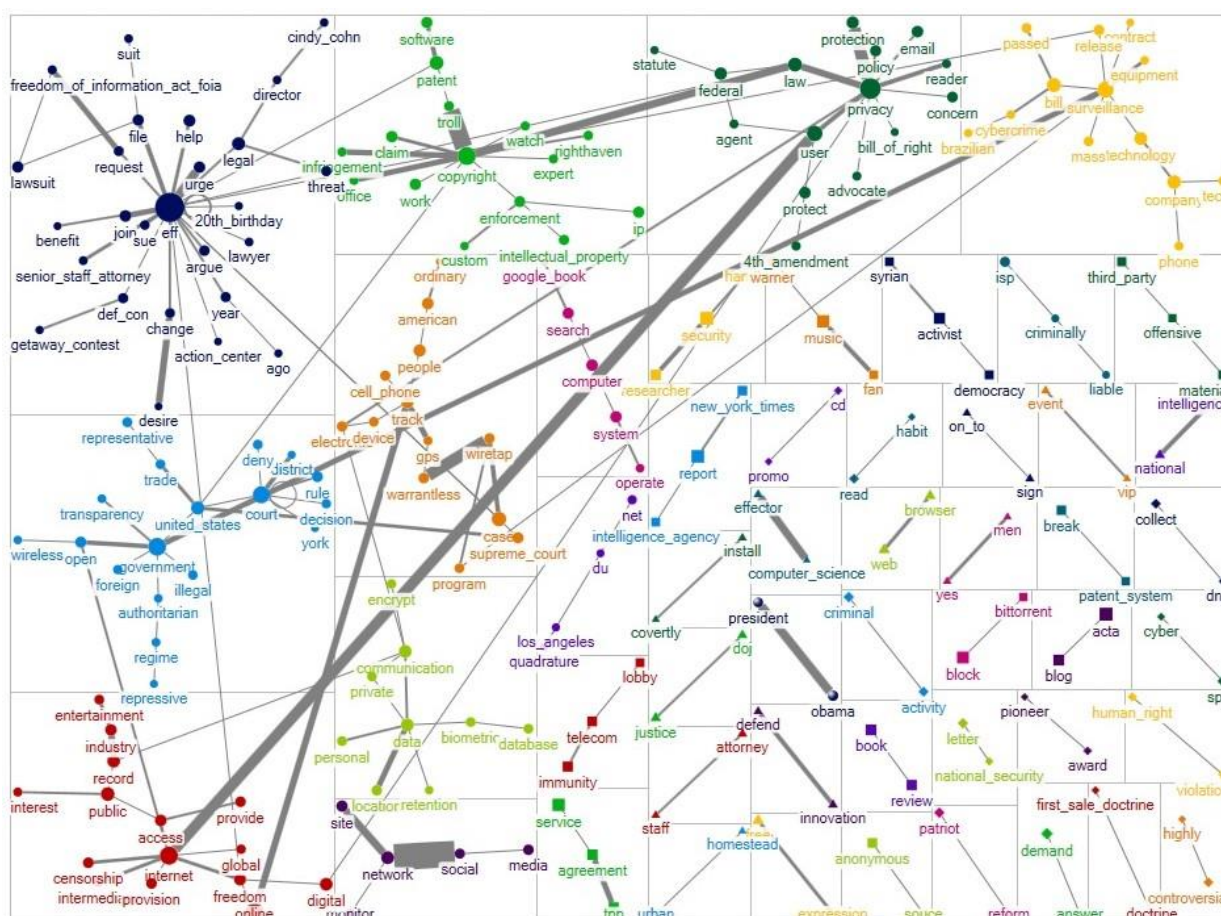 cindy_cohn
suit
freedom_of_information_act_foia
director
file
help
legal
request
urge
lawsuit
20th_birthday
join
sue
eff
benefit
lawyer
senior_staff_attorney
argue
def_con
year
change
getaway_contest
action_center
ago
desire
software
patent
troll
claim
watch
righthaven
infringement
copyright
expert
threat
office
work
enforcement
ip
custom
intellectual_property
protection
email
statute
policy
law
reader
federal
privacy
concern
agent
user
bill_of_right
advocate
protect
4th_amendment
contract
passed
release
equipment
bill
surveillance
cybercrime
brazilian
mass
technology
company
phone
ordinary
american
people
cell_phone
track
device
gps
wiretap
warrantless
case
supreme_court
program
google_book
search
computer
system
operate
warner
security
music
researcher
fan
syrian
activist
democracy
isp
criminally
liable
third_party
offensive
representative
trade
deny
district
rule
transparency
united_states
court
decision
york
wireless
open
government
foreign
illegal
authoritarian
regime
repressive
net
du
los_angeles
quadrature
new_york_times
report
intelligence_agency
cd
promo
habit
read
on_to
sign
event
vip
national
effector
computer_science
browser
web
men
yes
break
patent_system
collect
install
covertly
encrypt
communication
private
personal
data
biometric
database
location
retention
president
obama
criminal
activity
bittorrent
block
acta
blog
cyber
lobby
telecom
immunity
doj
justice
defend
innovation
attorney
staff
book
review
letter
national_security
pioneer
award
human_right
entertainment
industry
record
interest
public
access
provide
censorship
internet
global
provision
freedom
online
digital
site
network
social
media
monitor
service
agreement
tpp
homestead
urban
expression
anonymous
patriot
reform
first_sale_doctrine
demand
answer
doctrine
highly